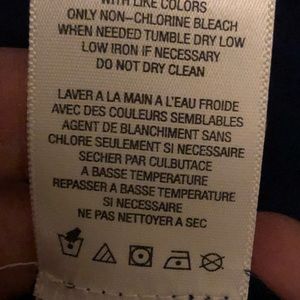 WITH LIKE COLORS
ONLY NON-CHLORINE BLEACH
WHEN NEEDED TUMBLE DRY LOW
LOW IRON IF NECESSARY
DO NOT DRY CLEAN
LAVER A LA MAIN A L'EAU FROIDE
AVEC DES COULEURS SEMBLABLES
AGENT DE BLANCHIMENT SANS
CHLORE SEULEMENT SI NECESSAIRE
SECHER PAR CULBUTAGE
A BASSE TEMPERATURE
REPASSER A BASSE TEMPERATURE
SI NECESSAIRE
NE PAS NETTOYER A SEC